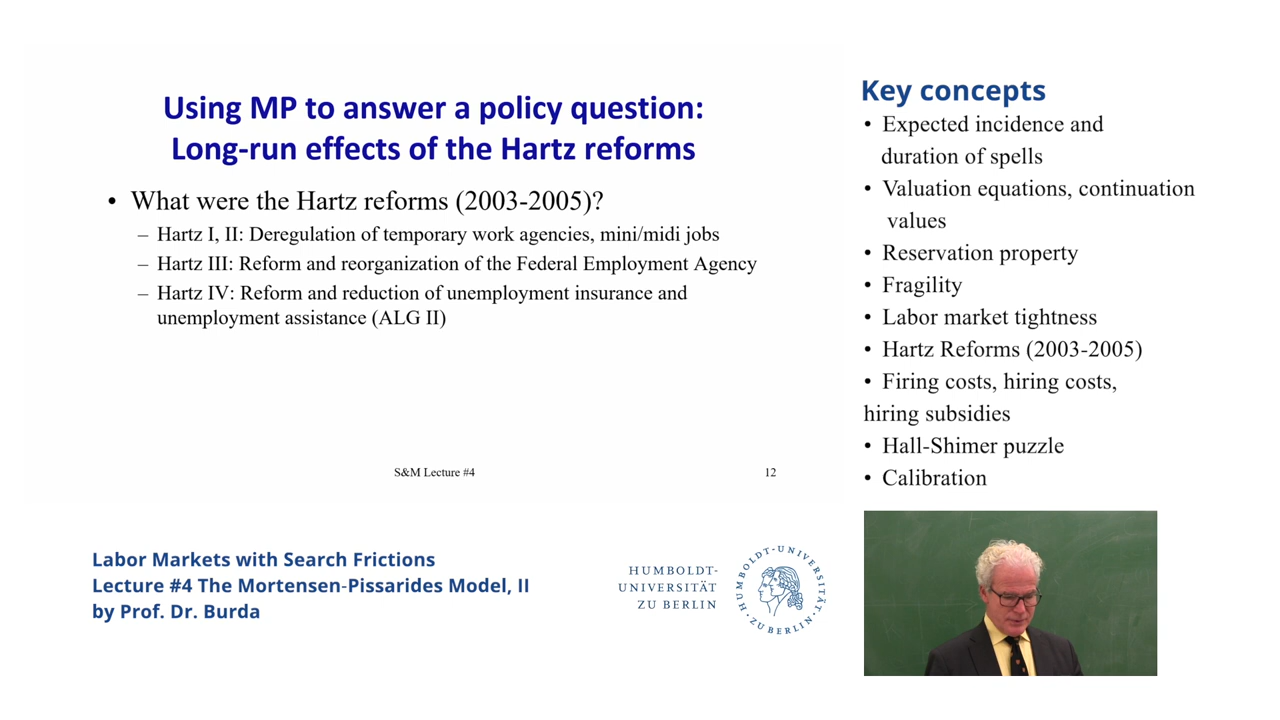 Using MP to answer a policy question:
Long-run effects of the Hartz reforms
• What were the Hartz reforms (2003-2005)?
– Hartz I, II: Deregulation of temporary work agencies, mini/midi jobs
– Hartz III: Reform and reorganization of the Federal Employment Agency
– Hartz IV: Reform and reduction of unemployment insurance and
unemployment assistance (ALG II)
S&M Lecture #4
12
Key concepts
• Expected incidence and
duration of spells
• Valuation equations, continuation
values
• Reservation property
• Fragility
• Labor market tightness
• Hartz Reforms (2003-2005)
• Firing costs, hiring costs,
hiring subsidies
• Hall-Shimer puzzle
• Calibration
Labor Markets with Search Frictions
Lecture #4 The Mortensen-Pissarides Model, II
by Prof. Dr. Burda
HUMBOLDT-
UNIVERSITÄT
ZU BERLIN
HUMBOLDT-UNIVERSITÄT
ZU BERLIN